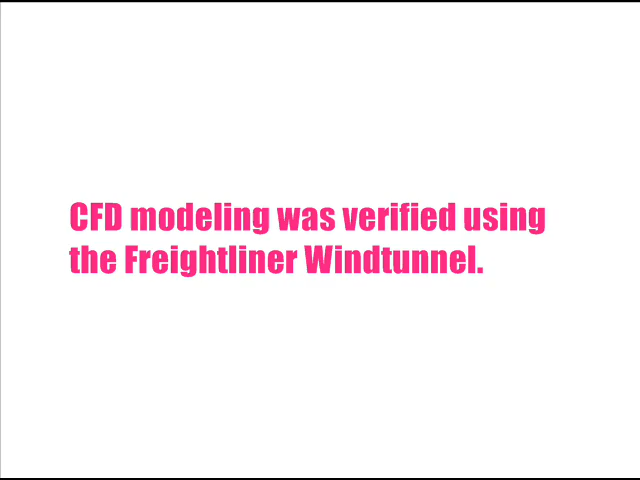 CFD modeling was verified using
the Freightliner Windtunnel.